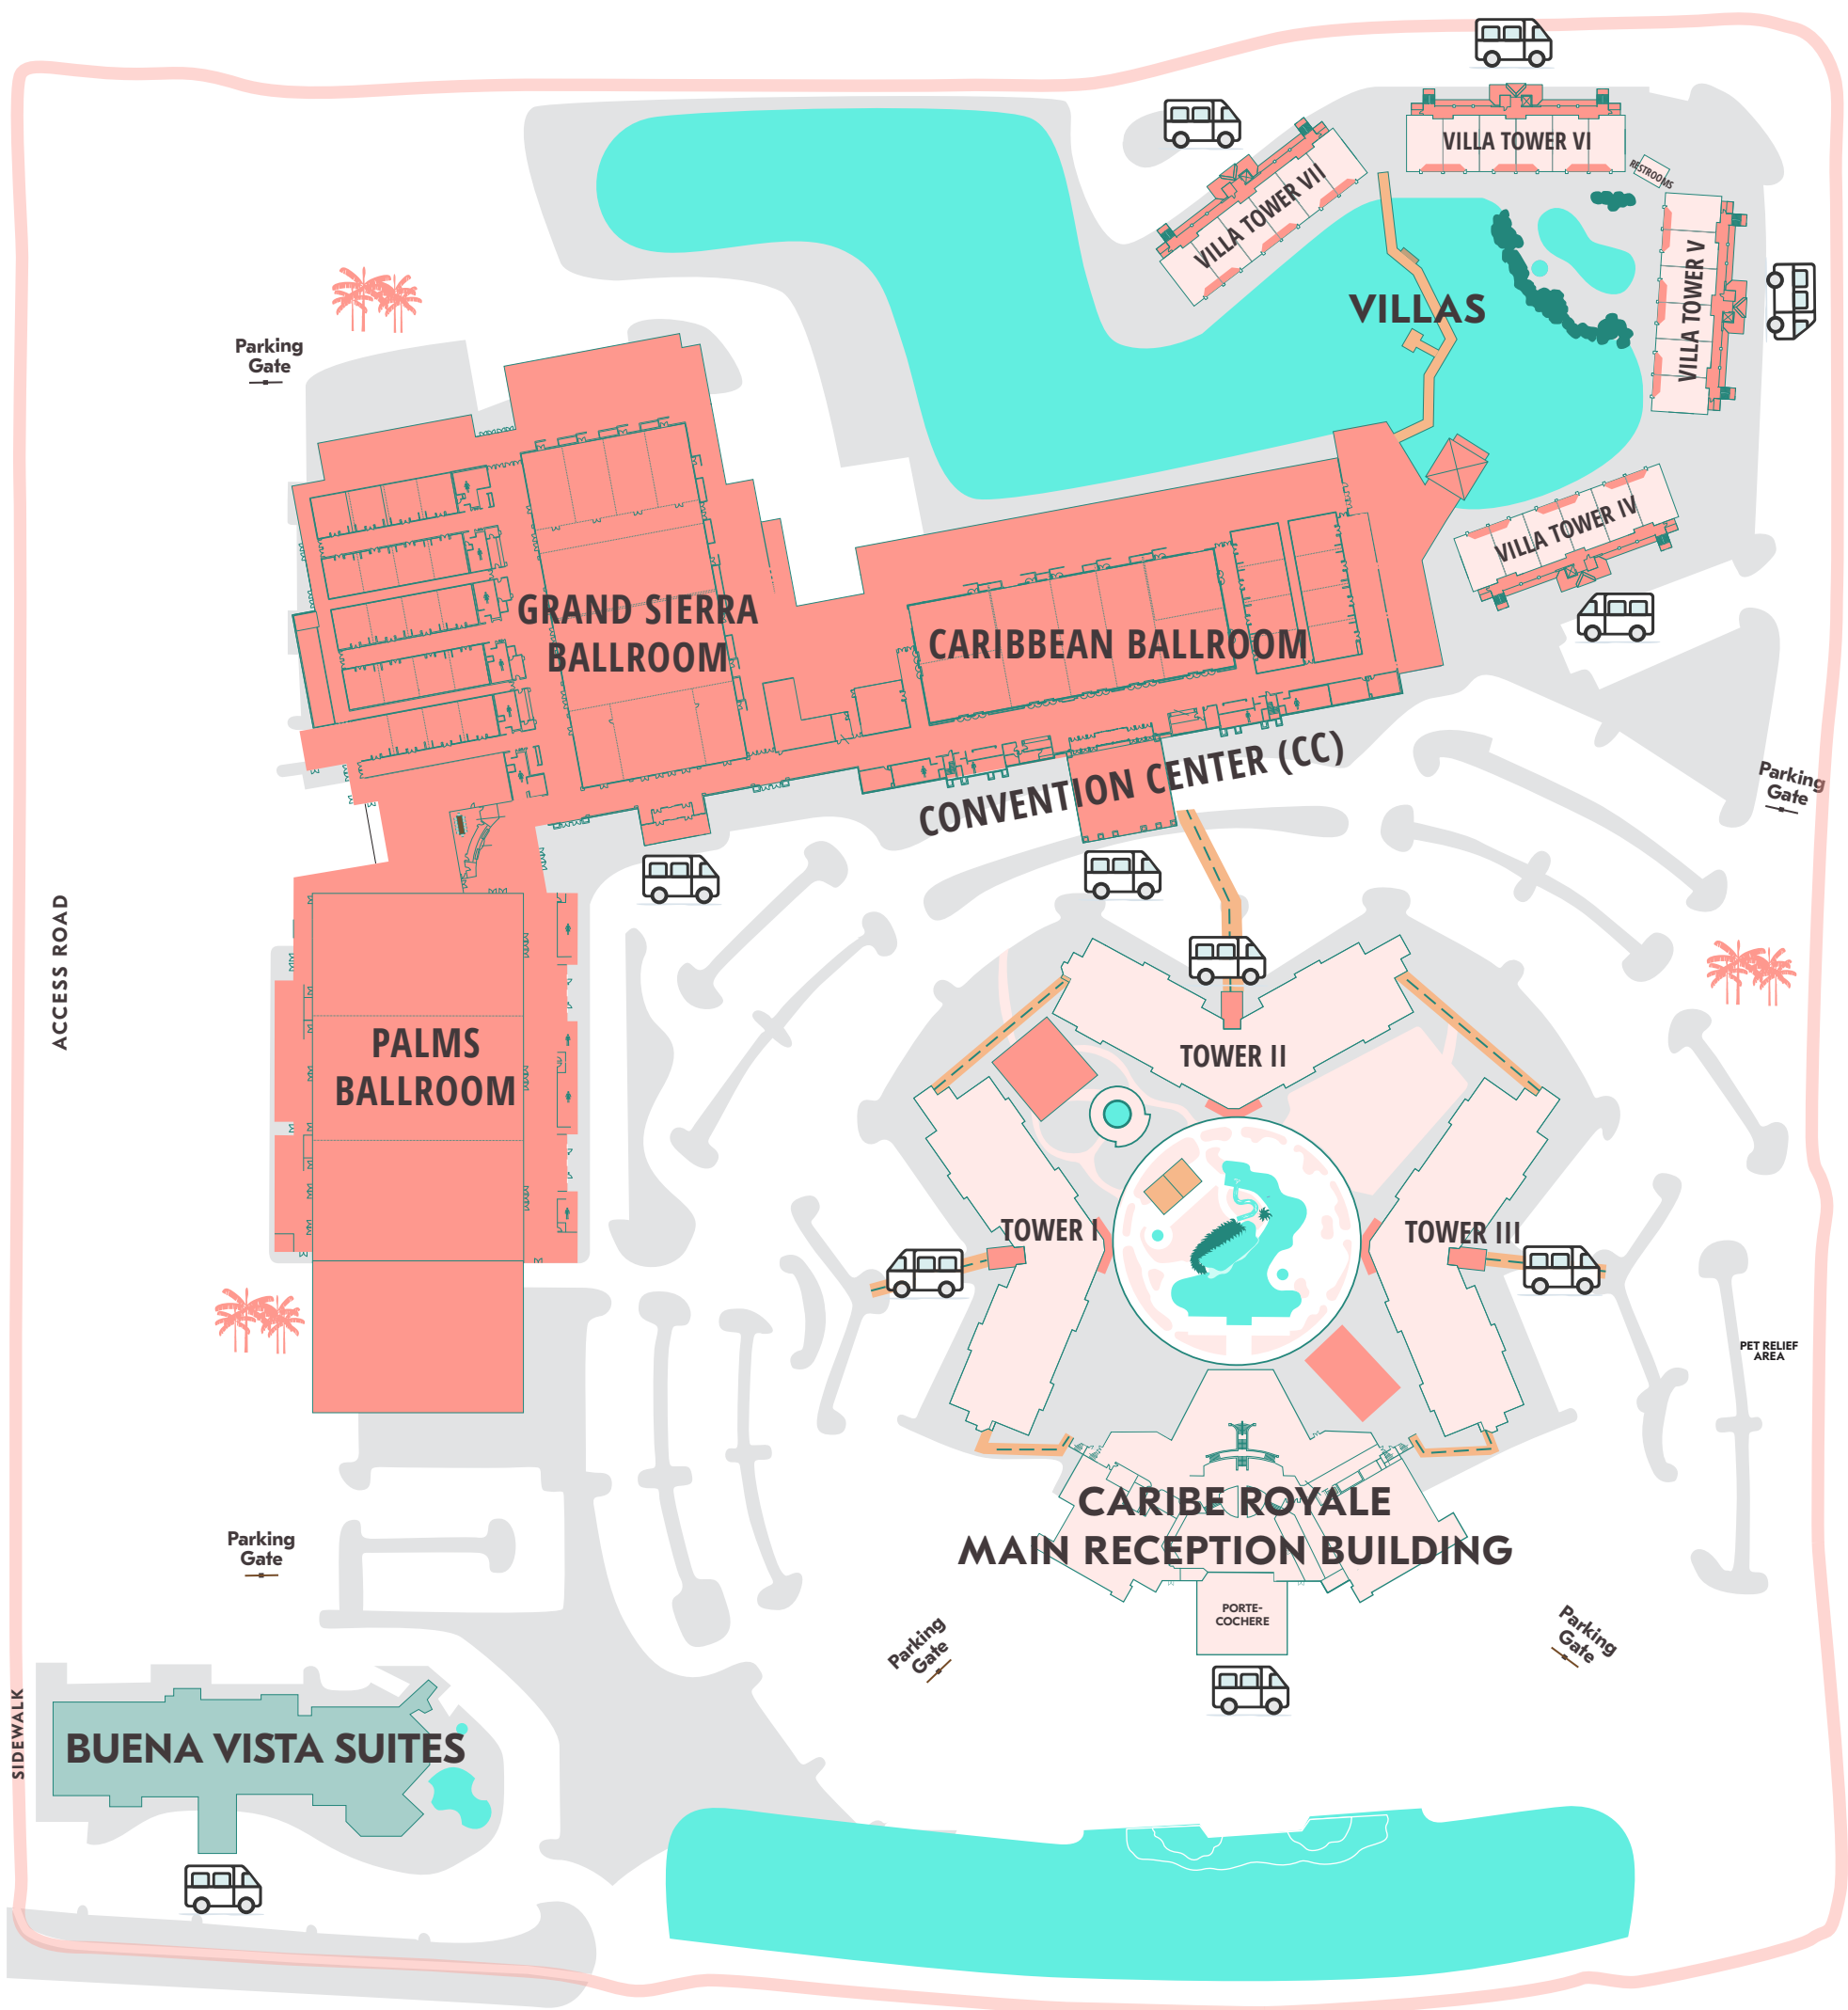 VILLA TOWER VI
RESTROOMS
VILLA TOWER VII
VILLA TOWER V
VILLAS
Parking
Gate
VILLA TOWER IV
GRAND SIERRA
BALLROOM
CARIBBEAN BALLROOM
CONVENTION CENTER (CC)
Parking
Gate
ACCESS ROAD
PALMS
BALLROOM
TOWER II
TOWER I
TOWER III
PET RELIEF
AREA
CARIBE ROYALE
MAIN RECEPTION BUILDING
Parking
Gate
PORTE-
COCHERE
Parking
Gate
Parking
Gate
SIDEWALK
BUENA VISTA SUITES